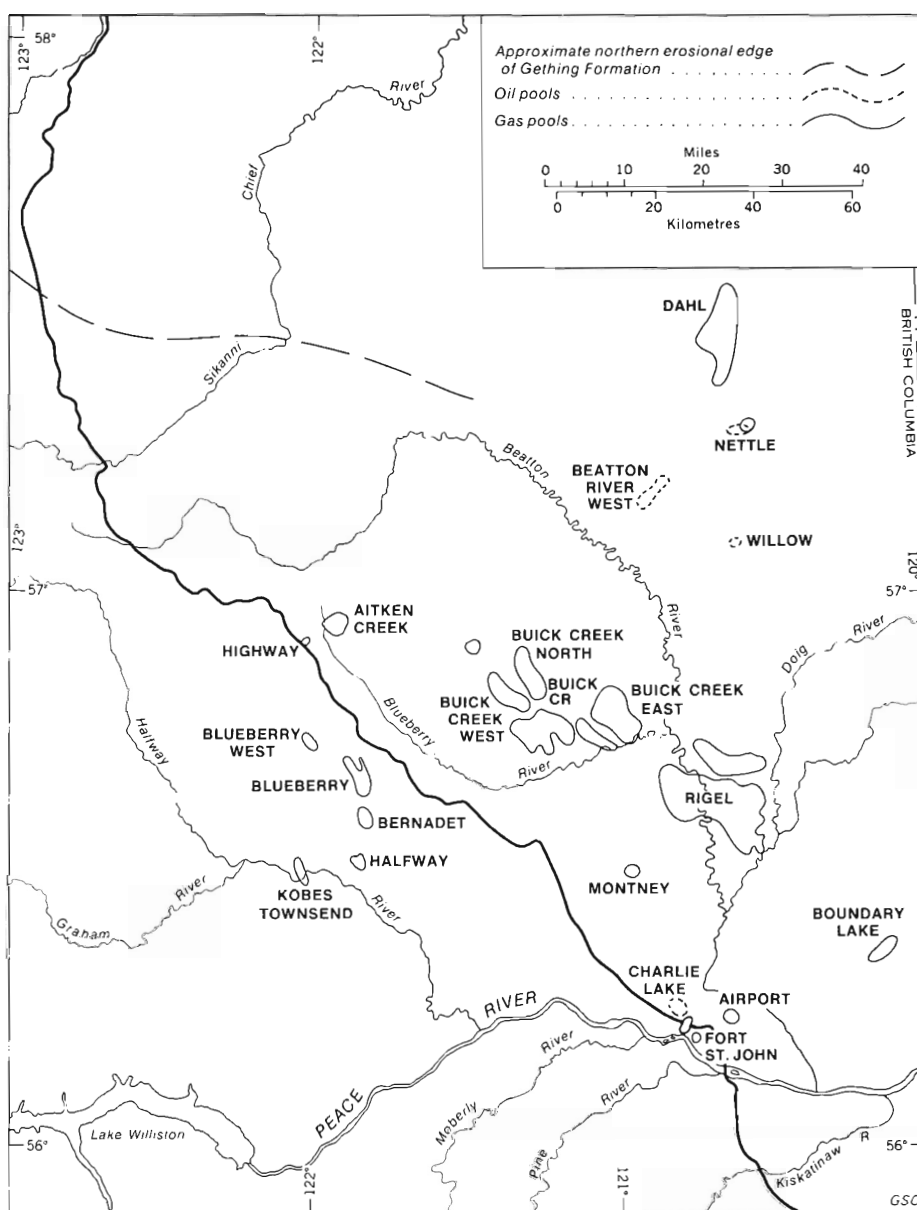 58°
123°
122°
Approximate northern erosional edge
of Gething Formation . . . . . . . . . . .
Oil pools . . . . . . . . . . . . . . . . . . . . . .
Gas pools . . . . . . . . . . . . . . . . . . . . .
Miles
0 10 20 30 40
0 20 40 60
Kilometres
River
Chief
Sikanni
DAHL
BRITISH COLUMBIA
NETTLE
Beatton
BEATTON
RIVER
WEST
WILLOW
123°
57°
120°
57°
River
AITKEN
CREEK
HIGHWAY
BUICK CREEK
NORTH
River
Doig
BUICK
CR
BUICK CREEK
EAST
BUICK
CREEK
WEST
Halfway
Blueberry
River
BLUEBERRY
WEST
BLUEBERRY
RIGEL
BERNADET
HALFWAY
KOBES
TOWNSEND
MONTNEY
River
Graham
River
BOUNDARY
LAKE
CHARLIE
LAKE
AIRPORT
RIVER
FORT
ST. JOHN
River
River
PEACE
Moberly
Pine
Lake Williston
56°
R
56°
Kiskatinaw
122°
121°
GSC